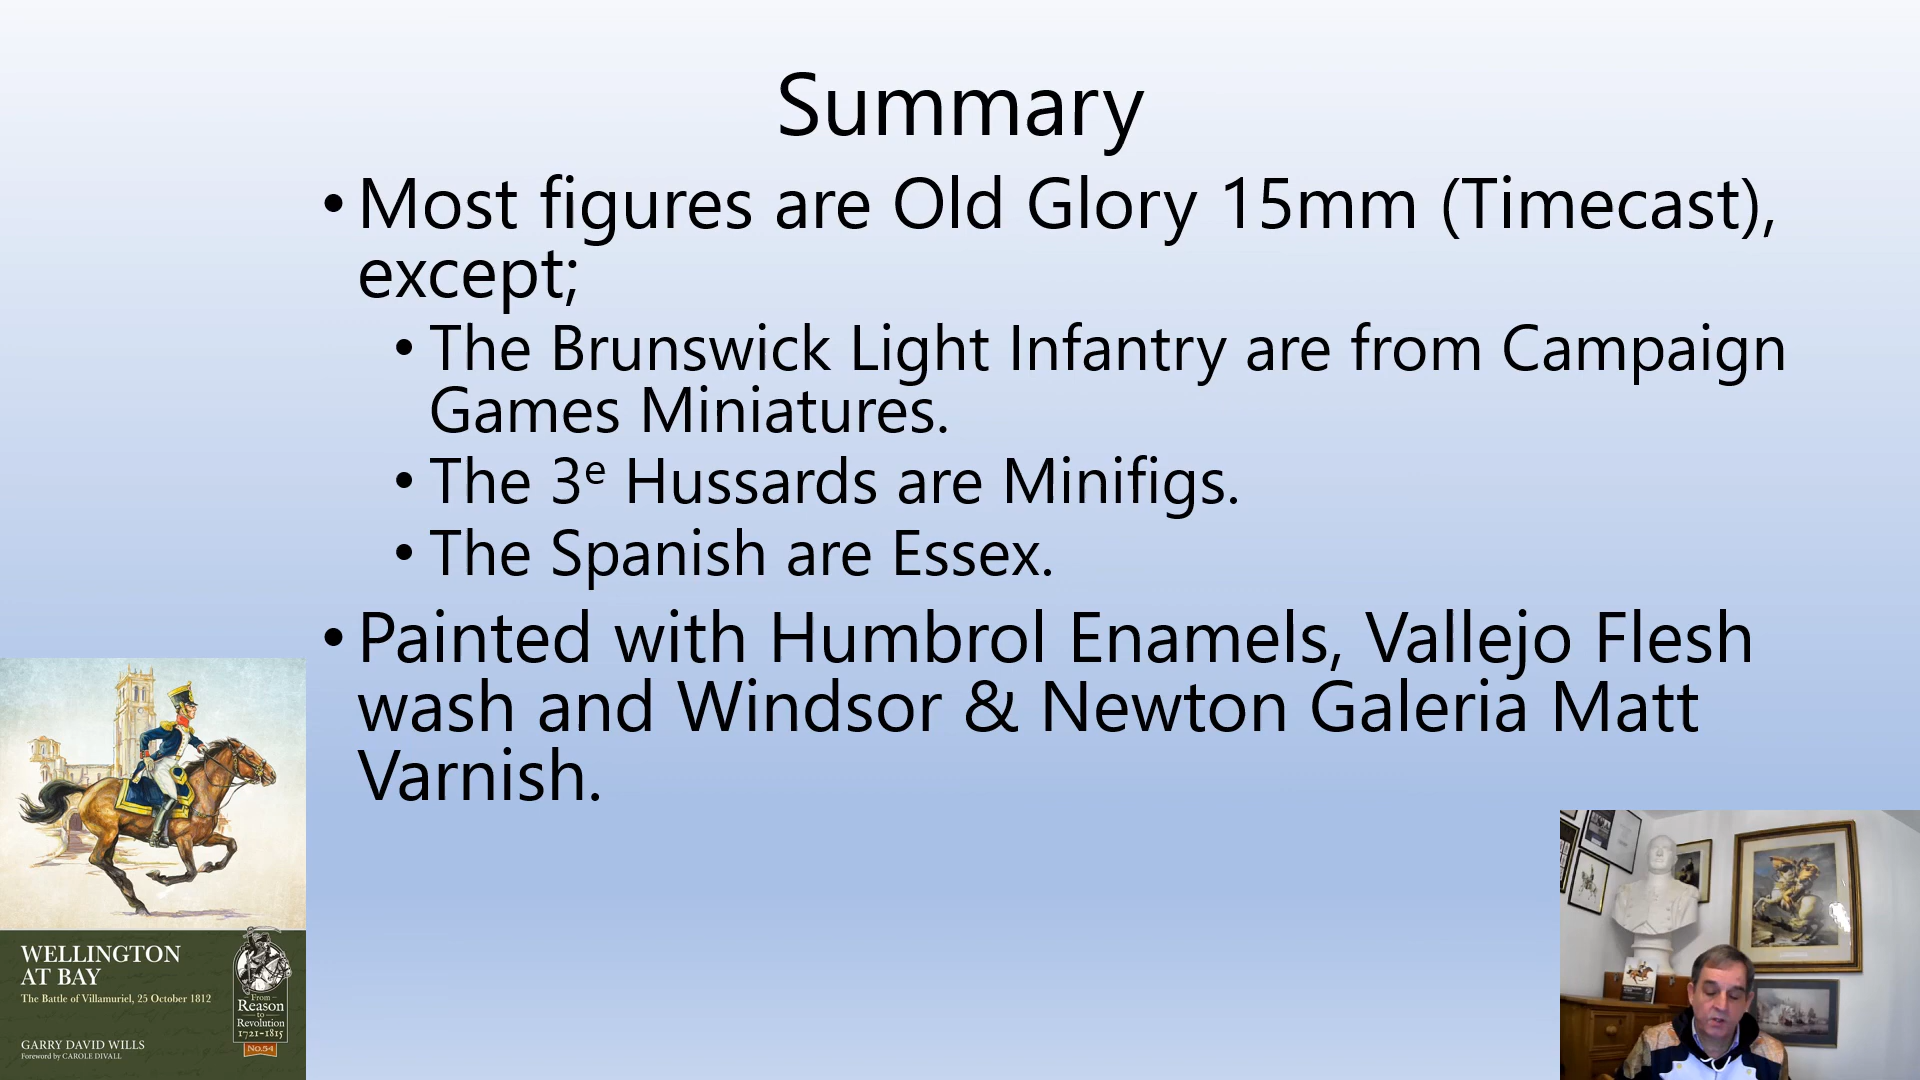 Summary
• Most figures are Old Glory 15mm (Timecast),
except;
• The Brunswick Light Infantry are from Campaign
Games Miniatures.
• The 3e Hussards are Minifigs.
• The Spanish are Essex.
• Painted with Humbrol Enamels, Vallejo Flesh
wash and Windsor & Newton Galeria Matt
Varnish.
WELLINGTON
AT BAY
The Battle of Villamuriel, 25 October 1812
GARRY DAVID WILLS
Foreword by CAROLE DIVALL
From
Reason
to
Revolution
1721-1815
No.54